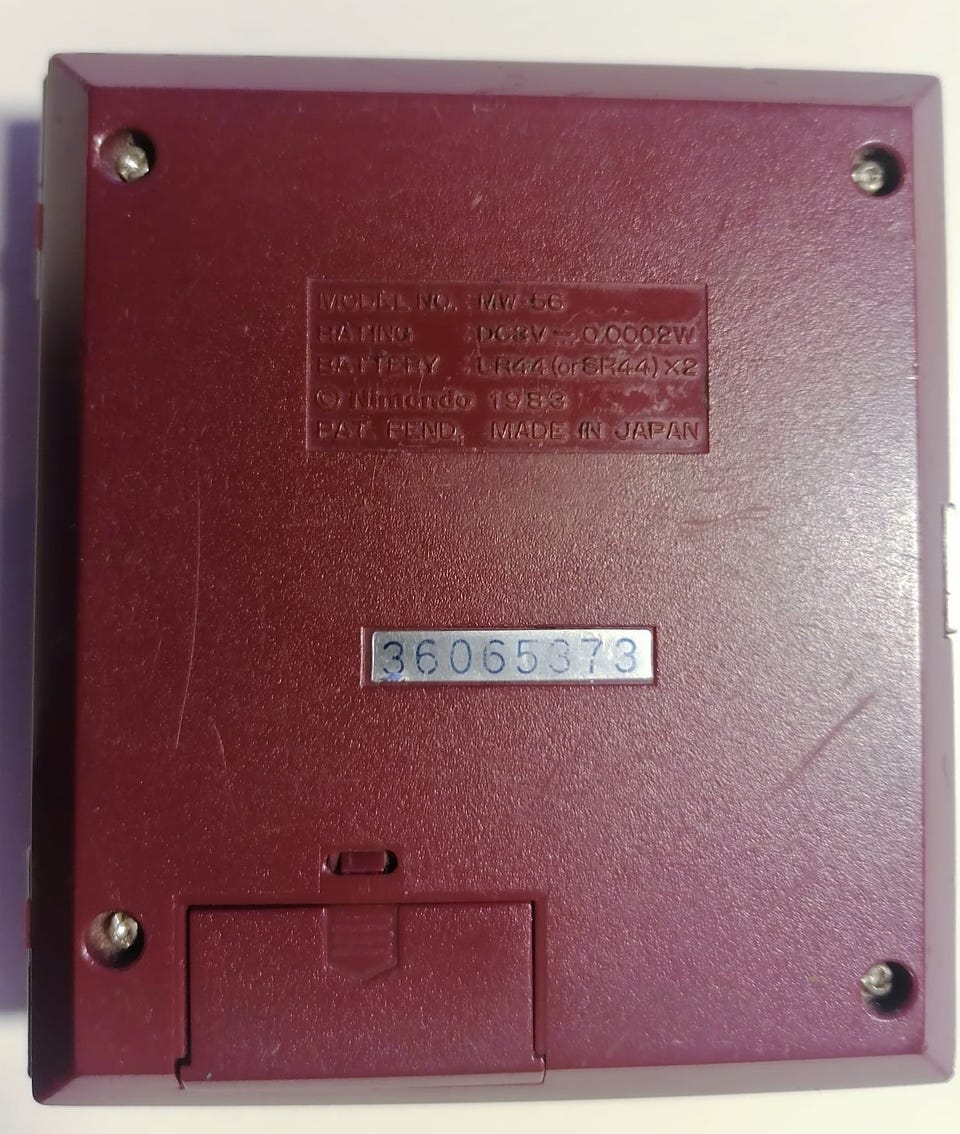 MODEL NO. MW-56
RATING DC3V ⎓ 0.0002W
BATTERY LR44 (or SR44) X2
© Nintendo 1983
PAT. PEND, MADE IN JAPAN
36065373